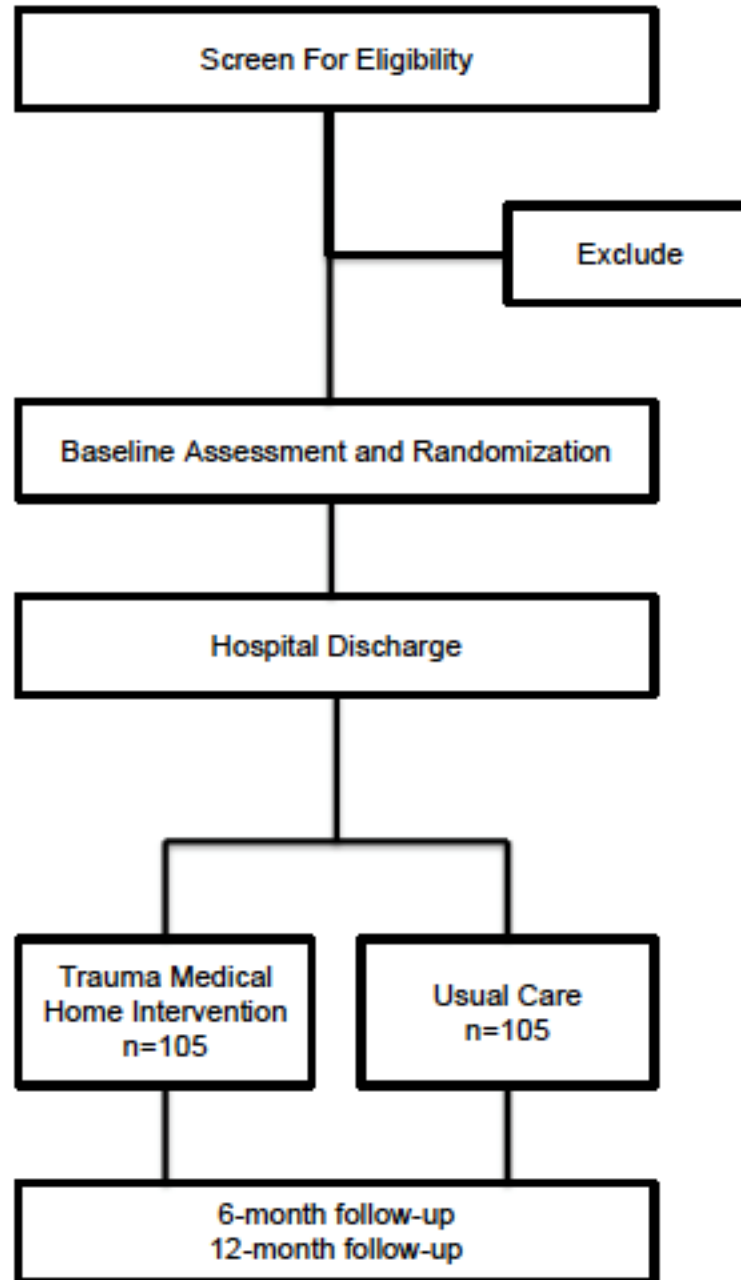 Screen For Eligibility
Exclude
Baseline Assessment and Randomization
Hospital Discharge
Trauma Medical
Home Intervention
n=105
Usual Care
n=105
6-month follow-up
12-month follow-up